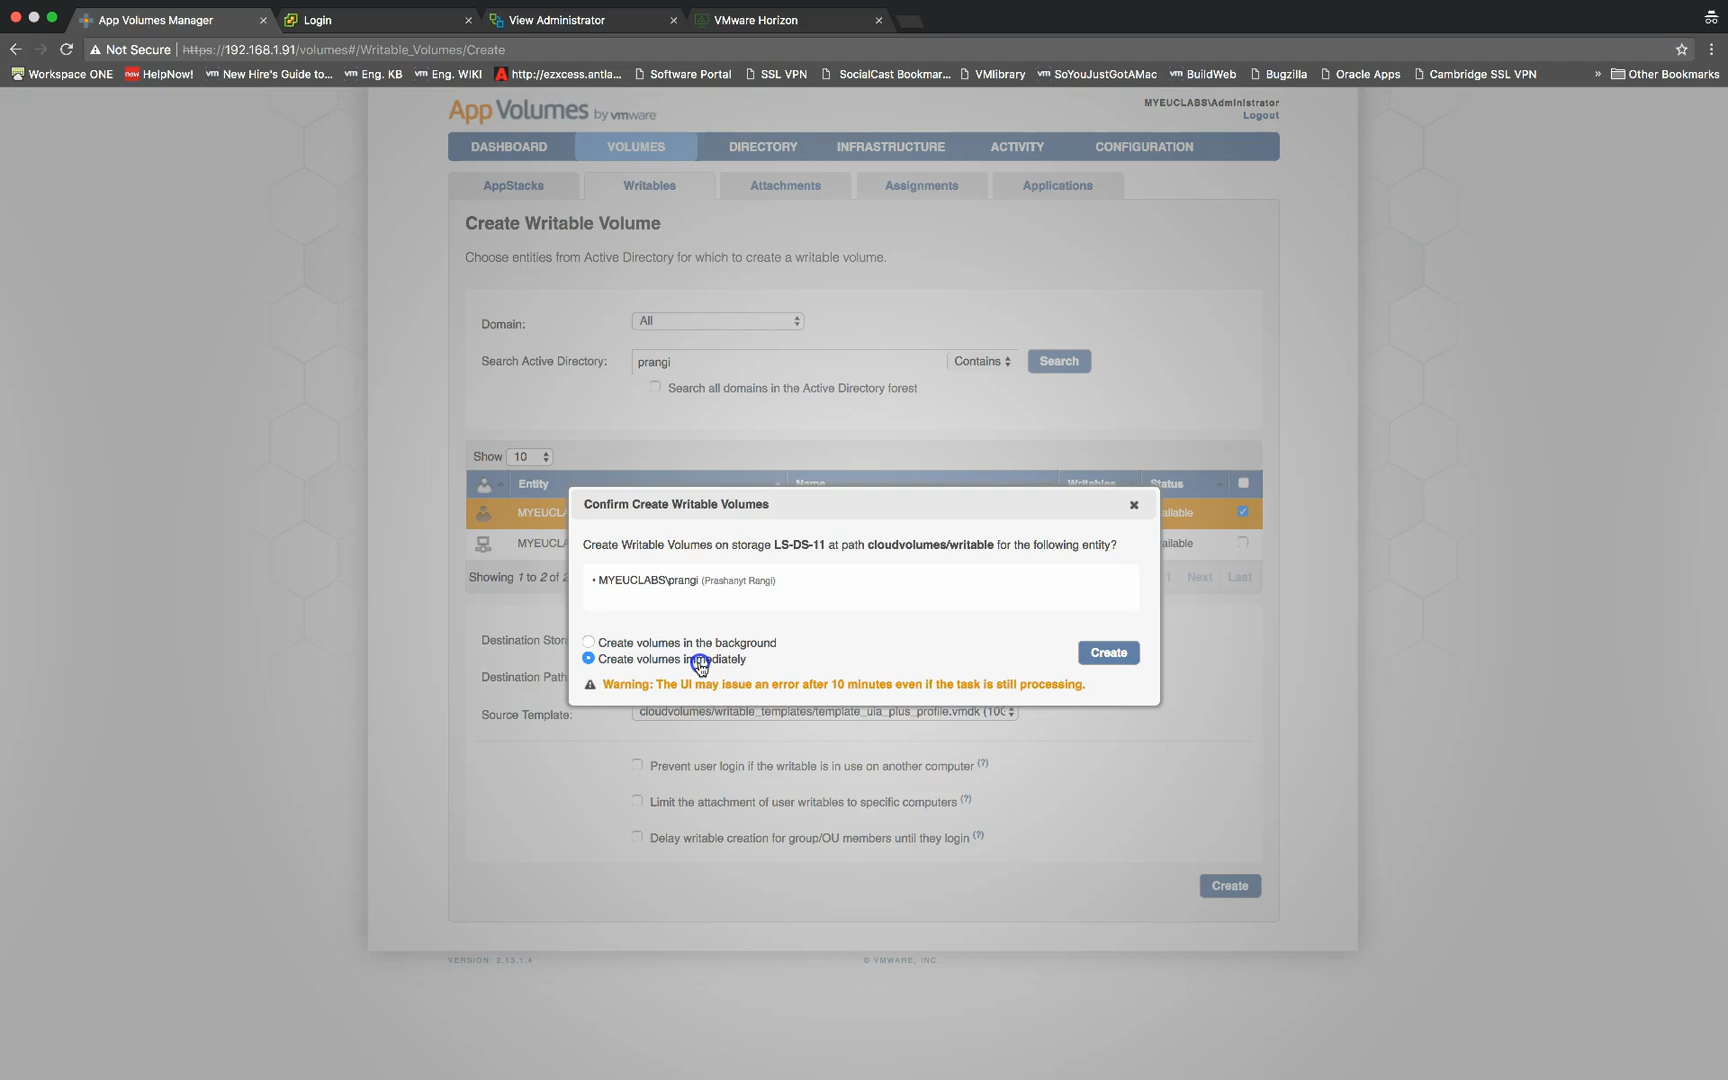 App Volumes Manager
Login
View Administrator
VMware Horizon
Not Secure https://192.168.1.91/volumes#/Writable_Volumes/Create
Workspace ONE now HelpNow! vm New Hire's Guide to... vm Eng. KB vm Eng. WIKI http://ezxcess.antla... Software Portal SSL VPN SocialCast Bookmar... VMlibrary vm SoYouJustGotAMac vm BuildWeb Bugzilla Oracle Apps Cambridge SSL VPN » Other Bookmarks
App Volumes by vmware
MYEUCLABS\Administrator
Logout
DASHBOARD VOLUMES DIRECTORY INFRASTRUCTURE ACTIVITY CONFIGURATION
AppStacks Writables Attachments Assignments Applications
Create Writable Volume
Choose entities from Active Directory for which to create a writable volume.
Domain: All
Search Active Directory: prangi Contains Search
Search all domains in the Active Directory forest
Show 10
Entity Name Writables Status
MYEUCLA ailable
MYEUCLA ailable
Showing 1 to 2 of 2 1 Next Last
Confirm Create Writable Volumes
Create Writable Volumes on storage LS-DS-11 at path cloudvolumes/writable for the following entity?
• MYEUCLABS\prangi (Prashanyt Rangi)
Create volumes in the background
Create volumes immediately
Create
Warning: The UI may issue an error after 10 minutes even if the task is still processing.
Destination Stor
Destination Path
Source Template: cloudvolumes/writable_templates/template_uia_plus_profile.vmdk (10G
Prevent user login if the writable is in use on another computer (?)
Limit the attachment of user writables to specific computers (?)
Delay writable creation for group/OU members until they login (?)
Create
VERSION: 2.13.1.4
© VMWARE, INC.